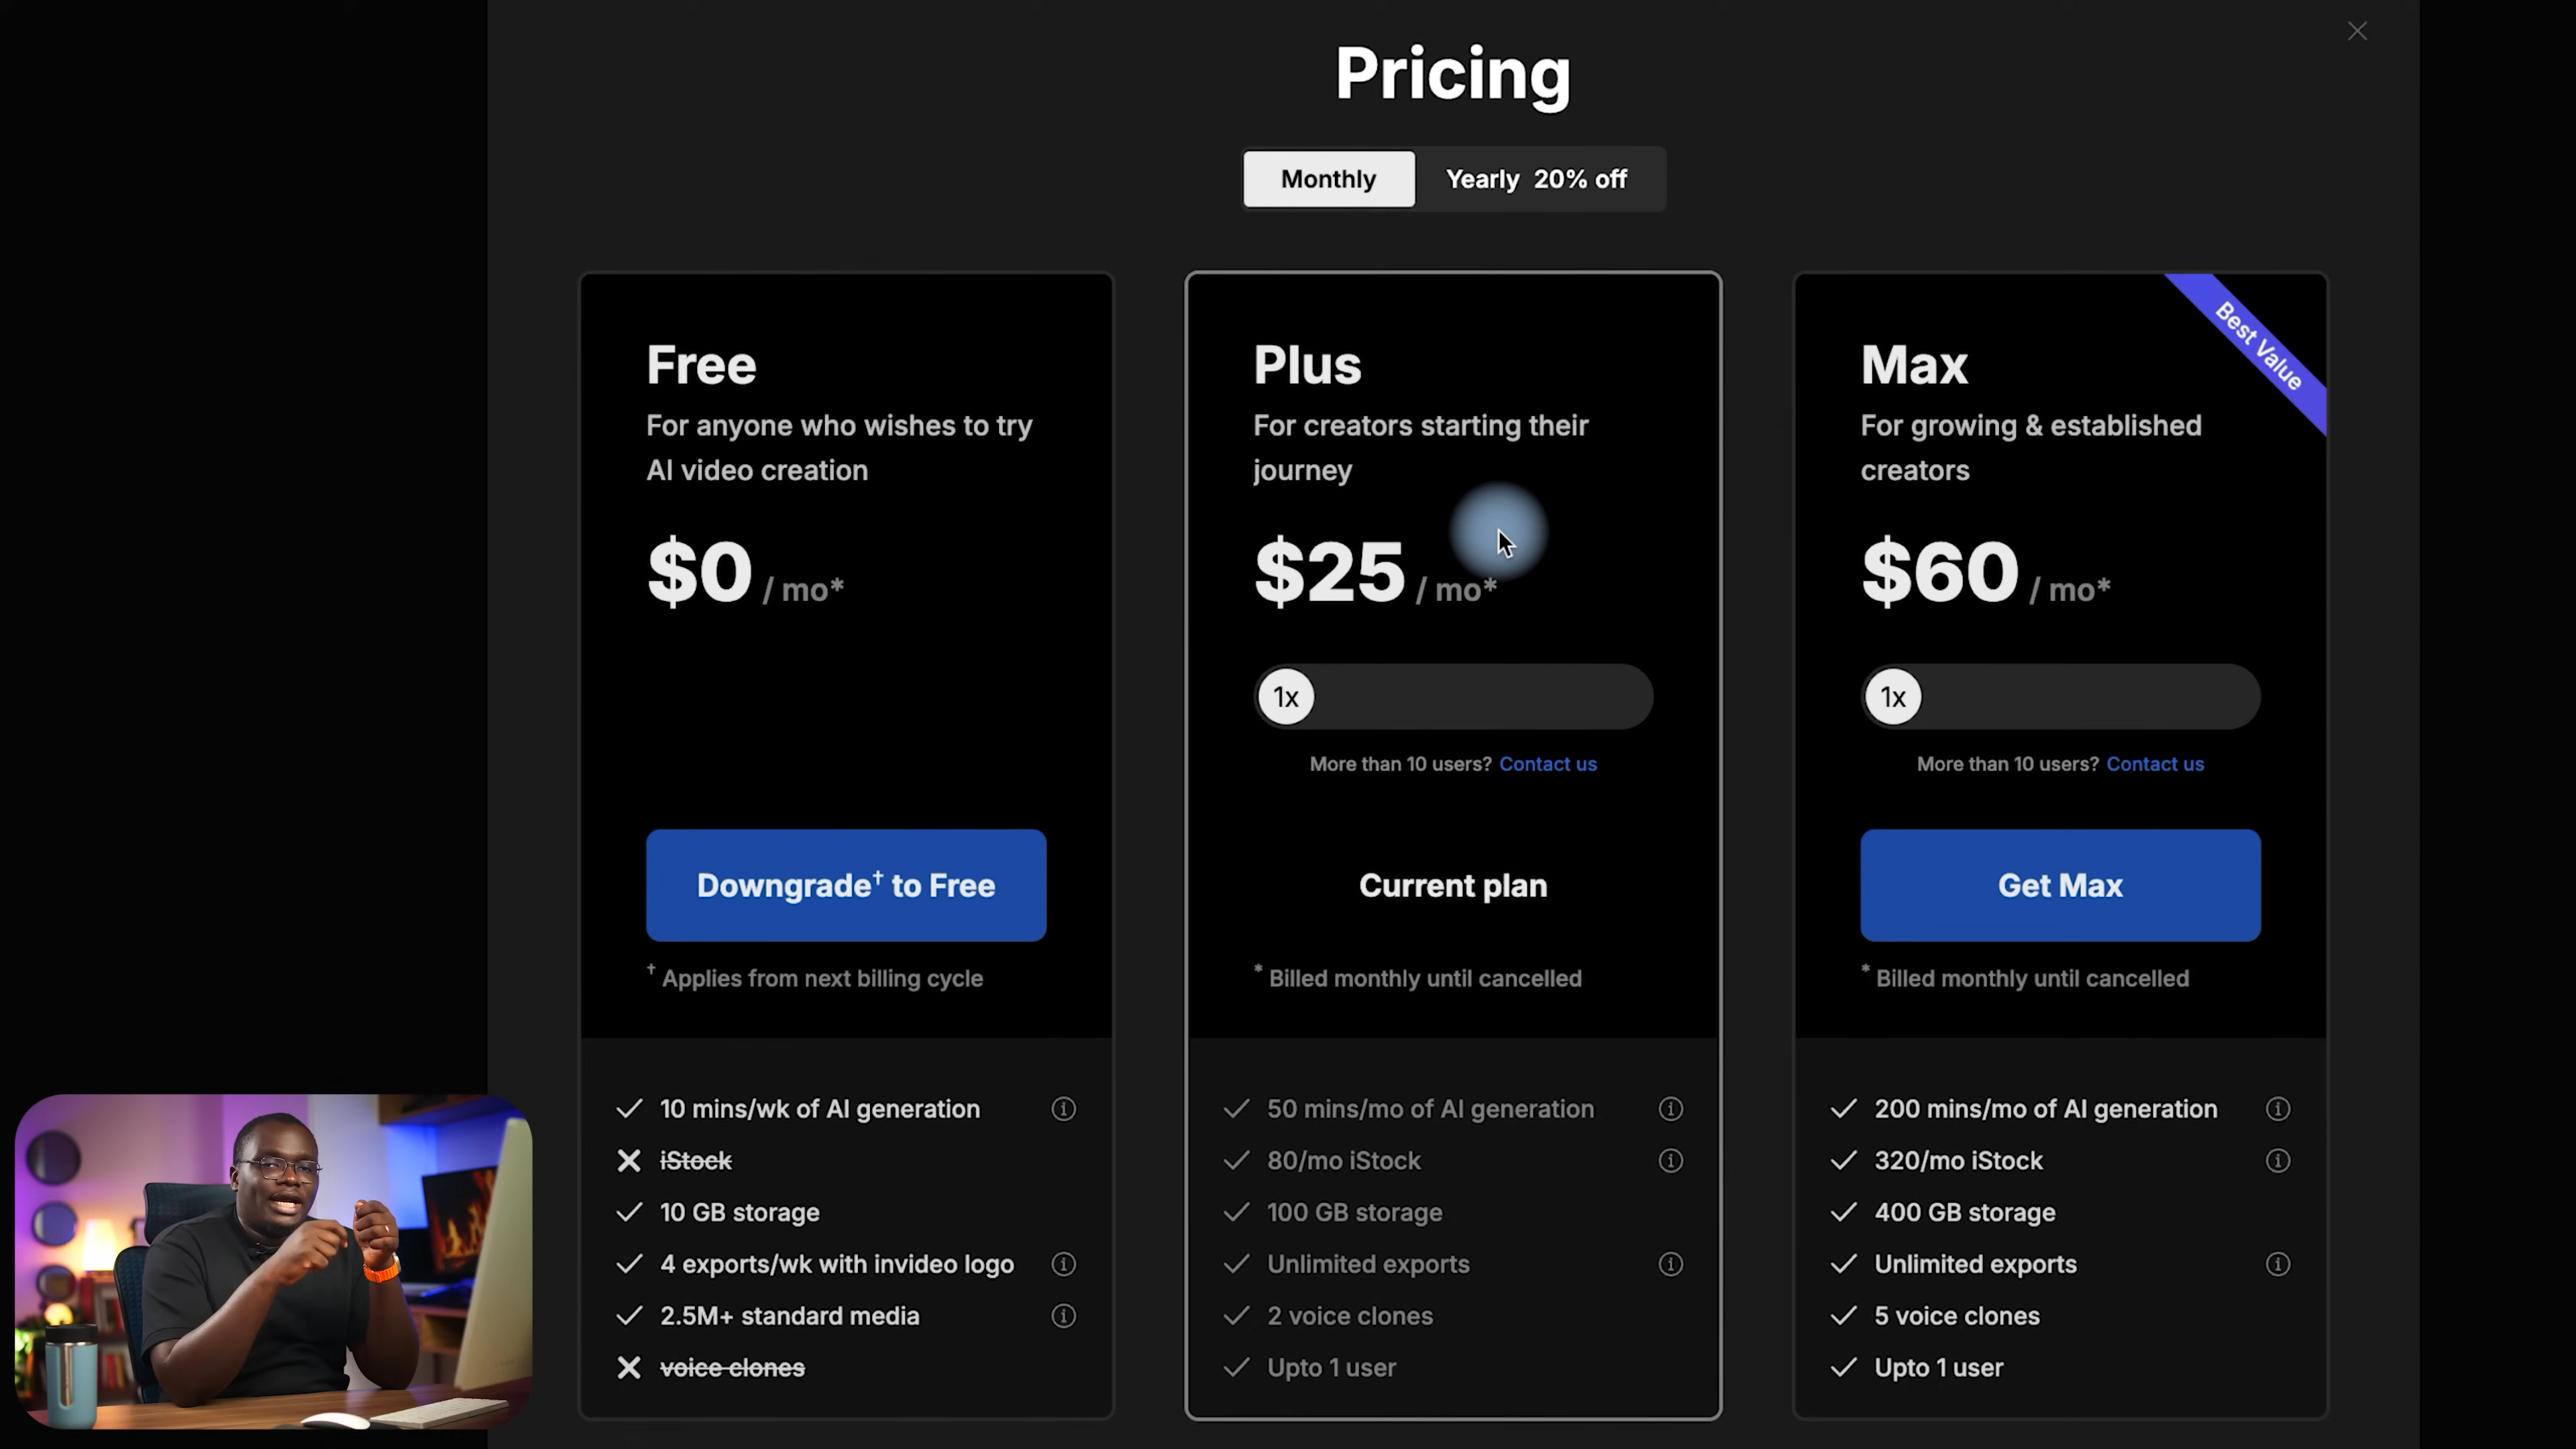 Pricing
Monthly
Yearly 20% off
Free
For anyone who wishes to try
AI video creation
$0 / mo*
Downgrade† to Free
† Applies from next billing cycle
10 mins/wk of AI generation
iStock
10 GB storage
4 exports/wk with invideo logo
2.5M+ standard media
voice clones
Plus
For creators starting their
journey
$25 / mo*
1x
More than 10 users? Contact us
Current plan
* Billed monthly until cancelled
50 mins/mo of AI generation
80/mo iStock
100 GB storage
Unlimited exports
2 voice clones
Upto 1 user
Best Value
Max
For growing & established
creators
$60 / mo*
1x
More than 10 users? Contact us
Get Max
* Billed monthly until cancelled
200 mins/mo of AI generation
320/mo iStock
400 GB storage
Unlimited exports
5 voice clones
Upto 1 user